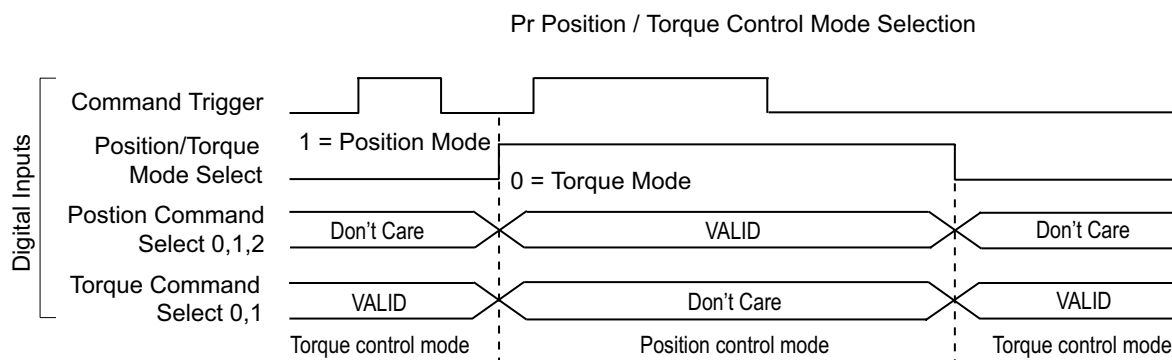 Pr Position / Torque Control Mode Selection
Digital Inputs
Command Trigger
Position/Torque
Mode Select
1 = Position Mode
0 = Torque Mode
Postion Command
Select 0,1,2
Don't Care
VALID
Don't Care
Torque Command
Select 0,1
VALID
Don't Care
VALID
Torque control mode
Position control mode
Torque control mode